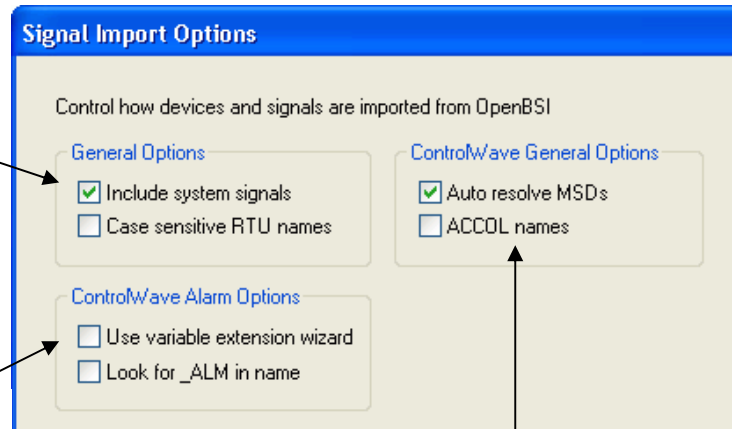 Signal Import Options
Control how devices and signals are imported from OpenBSI
General Options
Include system signals
Case sensitive RTU names
ControlWave General Options
Auto resolve MSDs
ACCOL names
ControlWave Alarm Options
Use variable extension wizard
Look for _ALM in name